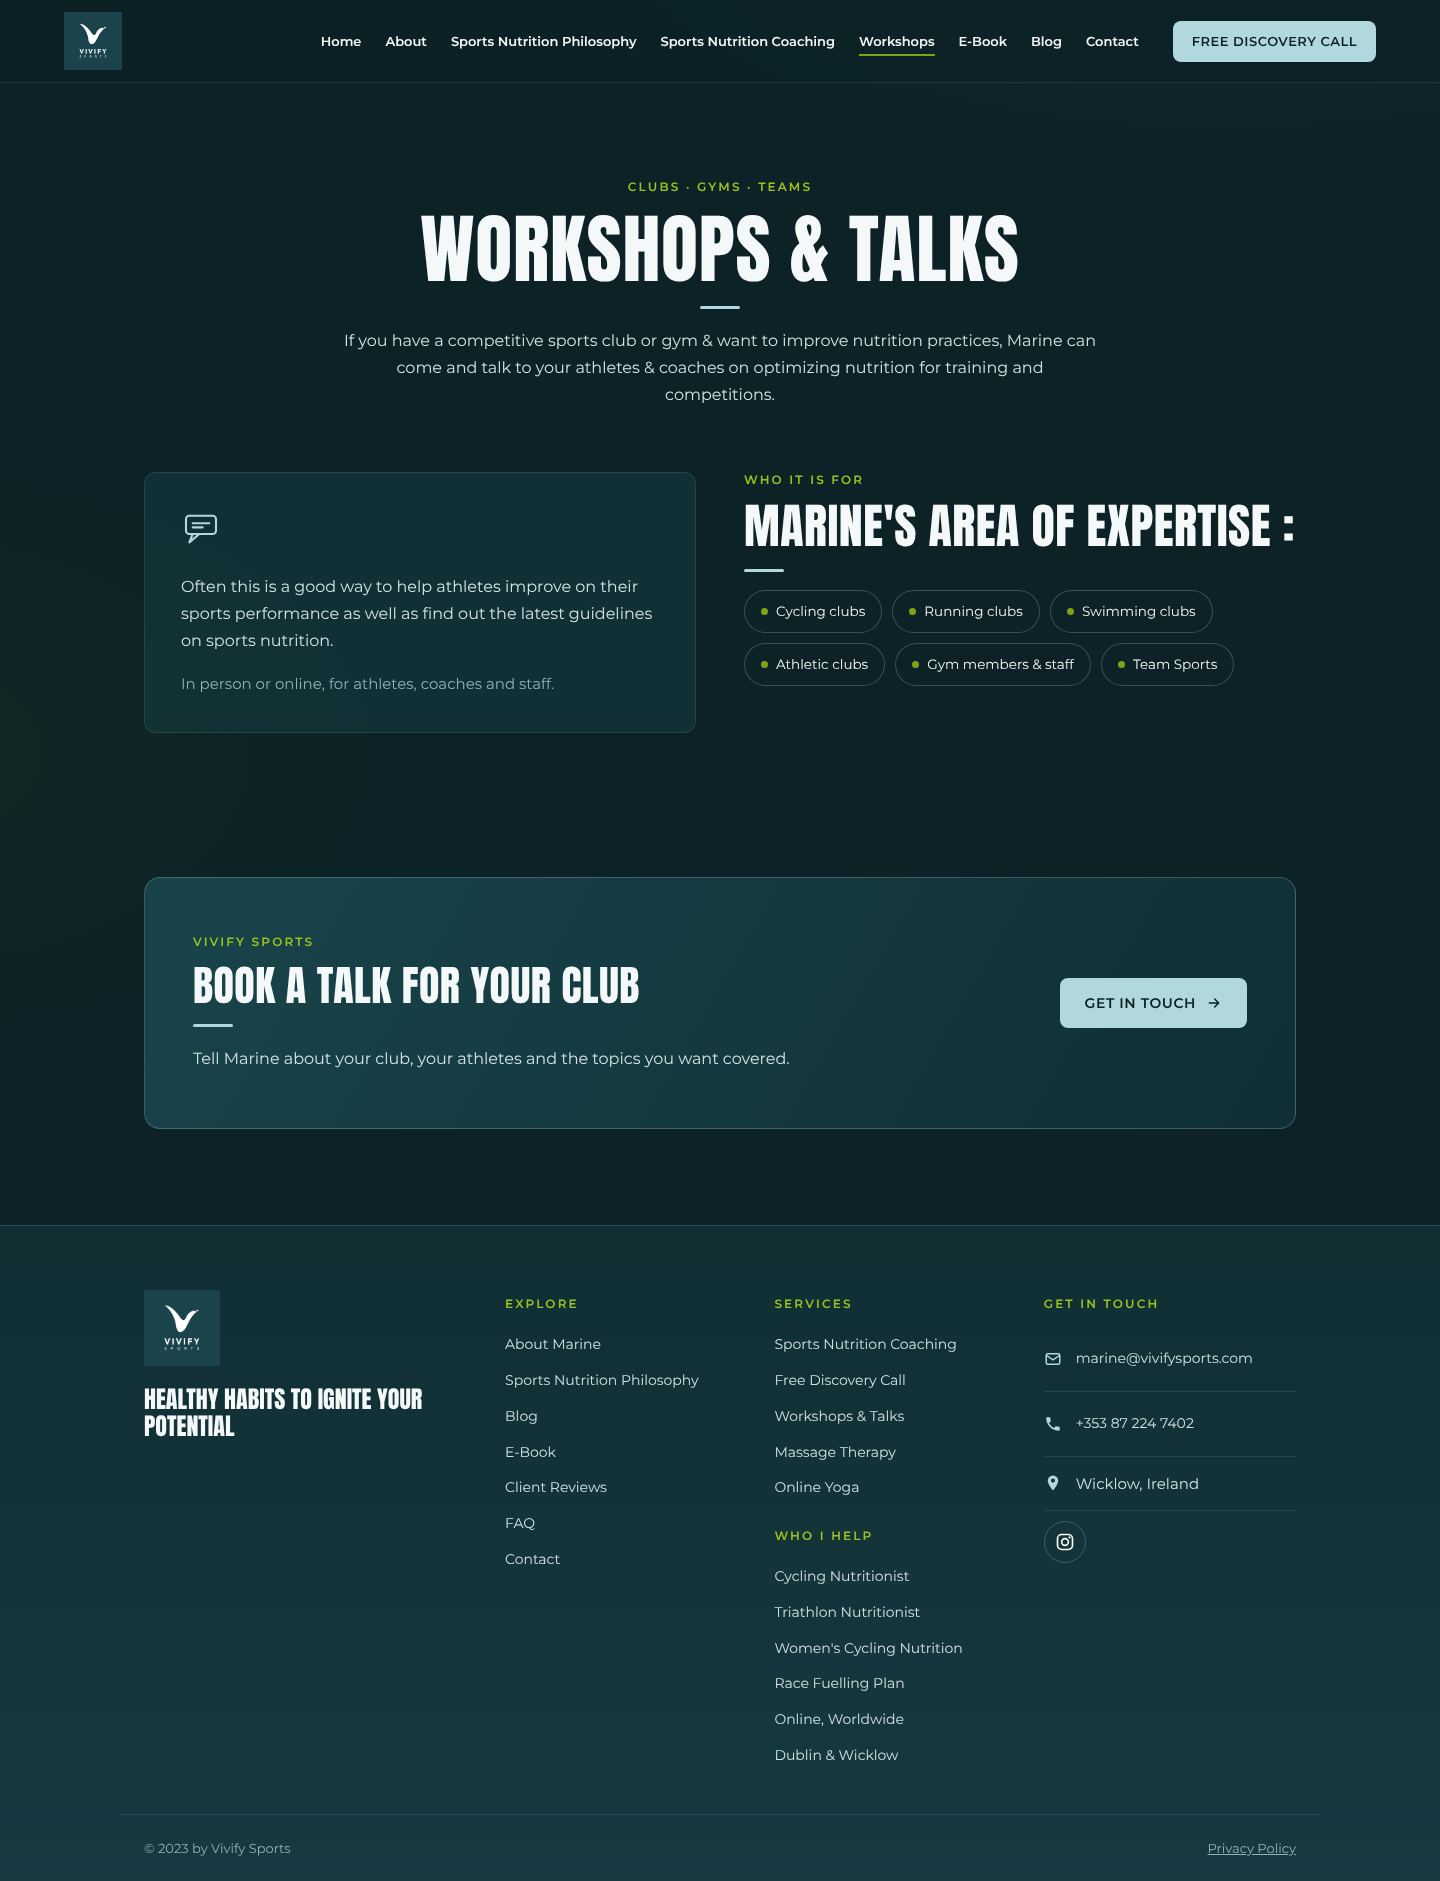 VIVIFY
SPORTS
Home
About
Sports Nutrition Philosophy
Sports Nutrition Coaching
Workshops
E-Book
Blog
Contact
FREE DISCOVERY CALL
CLUBS · GYMS · TEAMS
WORKSHOPS & TALKS
If you have a competitive sports club or gym & want to improve nutrition practices, Marine can
come and talk to your athletes & coaches on optimizing nutrition for training and
competitions.
Often this is a good way to help athletes improve on their
sports performance as well as find out the latest guidelines
on sports nutrition.
In person or online, for athletes, coaches and staff.
WHO IT IS FOR
MARINE'S AREA OF EXPERTISE :
Cycling clubs
Running clubs
Swimming clubs
Athletic clubs
Gym members & staff
Team Sports
VIVIFY SPORTS
BOOK A TALK FOR YOUR CLUB
Tell Marine about your club, your athletes and the topics you want covered.
GET IN TOUCH →
VIVIFY
SPORTS
HEALTHY HABITS TO IGNITE YOUR
POTENTIAL
EXPLORE
About Marine
Sports Nutrition Philosophy
Blog
E-Book
Client Reviews
FAQ
Contact
SERVICES
Sports Nutrition Coaching
Free Discovery Call
Workshops & Talks
Massage Therapy
Online Yoga
WHO I HELP
Cycling Nutritionist
Triathlon Nutritionist
Women's Cycling Nutrition
Race Fuelling Plan
Online, Worldwide
Dublin & Wicklow
GET IN TOUCH
marine@vivifysports.com
+353 87 224 7402
Wicklow, Ireland
© 2023 by Vivify Sports
Privacy Policy